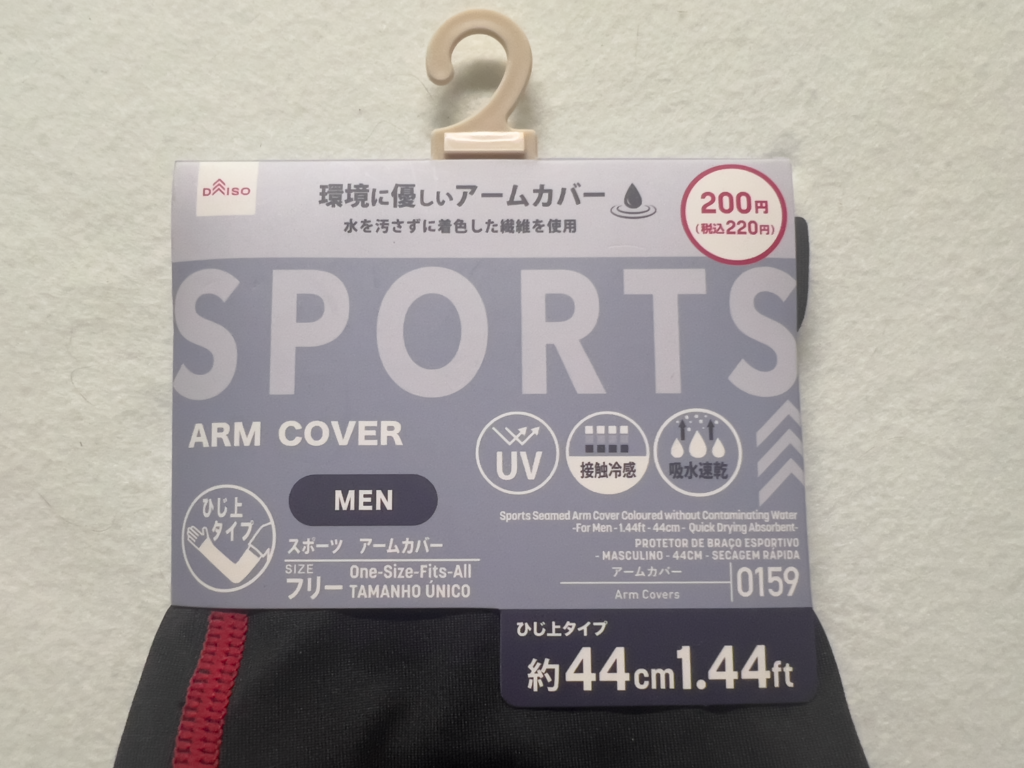 DAISO
環境に優しいアームカバー
水を汚さずに着色した繊維を使用
200円
(税込220円)
SPORTS
ARM COVER
UV
接触冷感
吸水速乾
MEN
ひじ上
タイプ
スポーツ アームカバー
SIZE
フリー
One-Size-Fits-All
TAMANHO ÚNICO
Sports Seamed Arm Cover Coloured without Contaminating Water
-For Men - 1.44ft - 44cm - Quick Drying Absorbent-
PROTETOR DE BRAÇO ESPORTIVO
- MASCULINO - 44CM - SECAGEM RÁPIDA
アームカバー
Arm Covers
0159
ひじ上タイプ
約44cm1.44ft